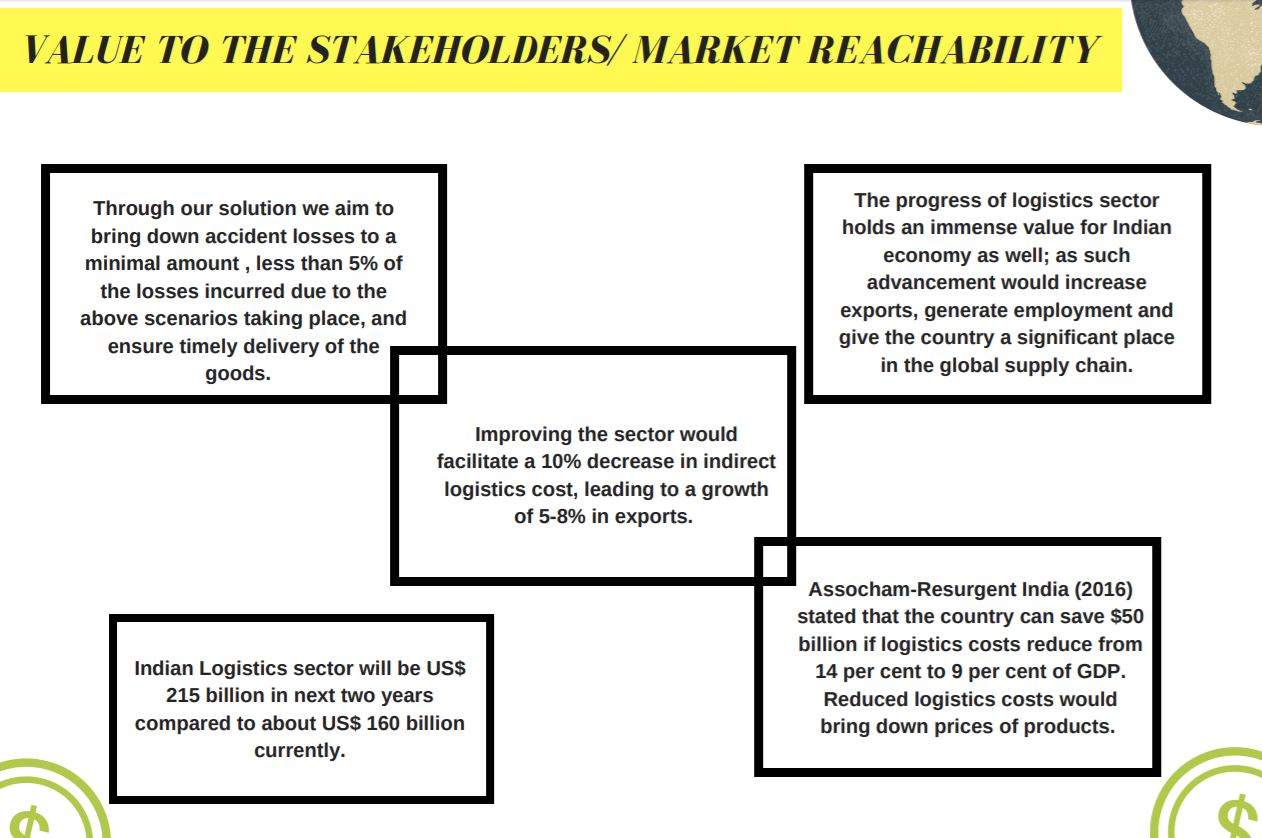 VALUE TO THE STAKEHOLDERS/ MARKET REACHABILITY
Through our solution we aim to
bring down accident losses to a
minimal amount , less than 5% of
the losses incurred due to the
above scenarios taking place, and
ensure timely delivery of the
goods.
The progress of logistics sector
holds an immense value for Indian
economy as well; as such
advancement would increase
exports, generate employment and
give the country a significant place
in the global supply chain.
Improving the sector would
facilitate a 10% decrease in indirect
logistics cost, leading to a growth
of 5-8% in exports.
Assocham-Resurgent India (2016)
stated that the country can save $50
billion if logistics costs reduce from
14 per cent to 9 per cent of GDP.
Reduced logistics costs would
bring down prices of products.
Indian Logistics sector will be US$
215 billion in next two years
compared to about US$ 160 billion
currently.
$
$